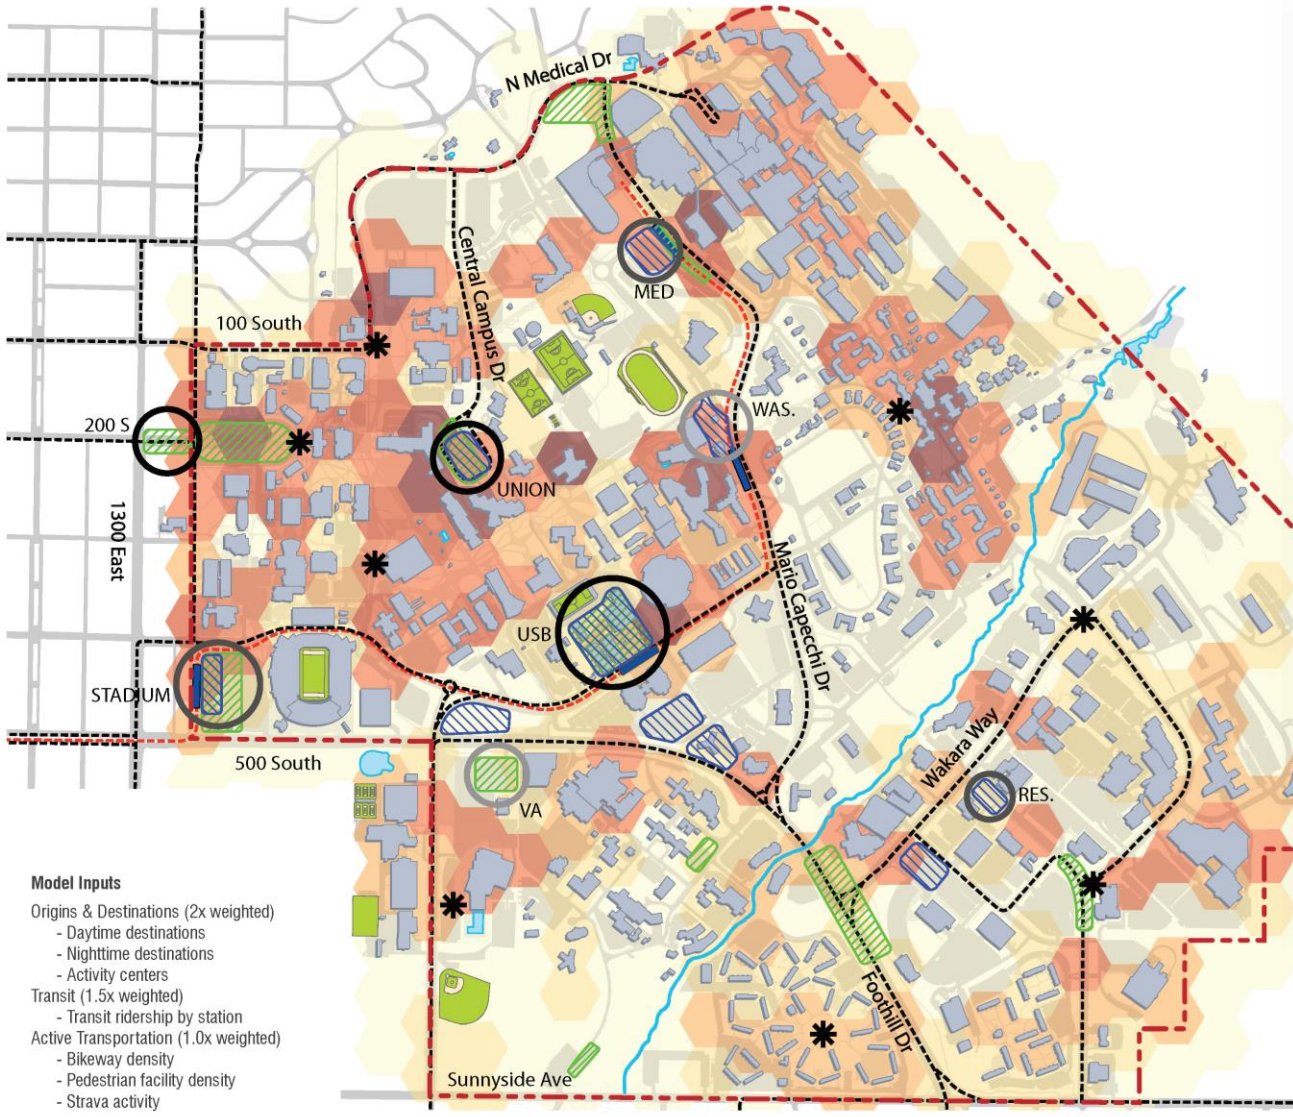 N Medical Dr
Central Campus Dr
MED
100 South
WAS.
200 S
UNION
1300 East
Mario Capecchi Dr
USB
STADIUM
Wakara Way
500 South
RES.
VA
Foothill Dr
Sunnyside Ave
Model Inputs
Origins & Destinations (2x weighted)
- Daytime destinations
- Nighttime destinations
- Activity centers
Transit (1.5x weighted)
- Transit ridership by station
Active Transportation (1.0x weighted)
- Bikeway density
- Pedestrian facility density
- Strava activity